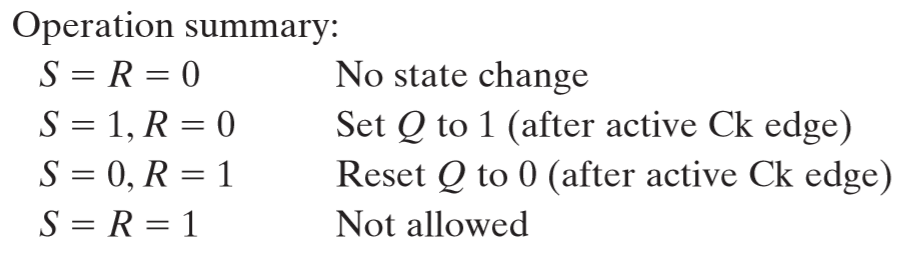 Operation summary:
S = R = 0 No state change
S = 1, R = 0 Set Q to 1 (after active Ck edge)
S = 0, R = 1 Reset Q to 0 (after active Ck edge)
S = R = 1 Not allowed